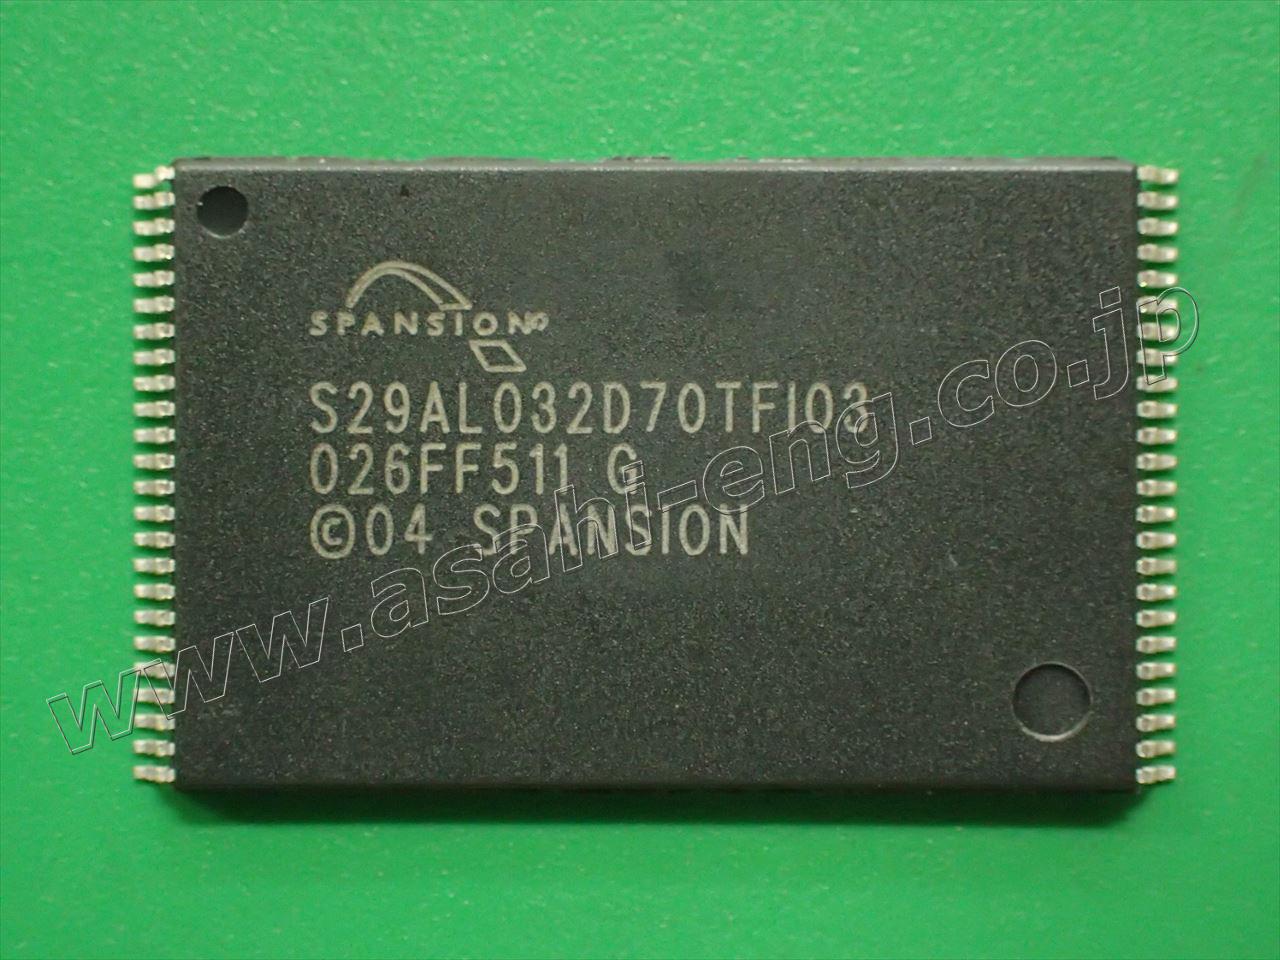 SPANSION
S29AL032D70TFI03
026FF511 G
©04 SPANSION
www.asahi-eng.co.jp